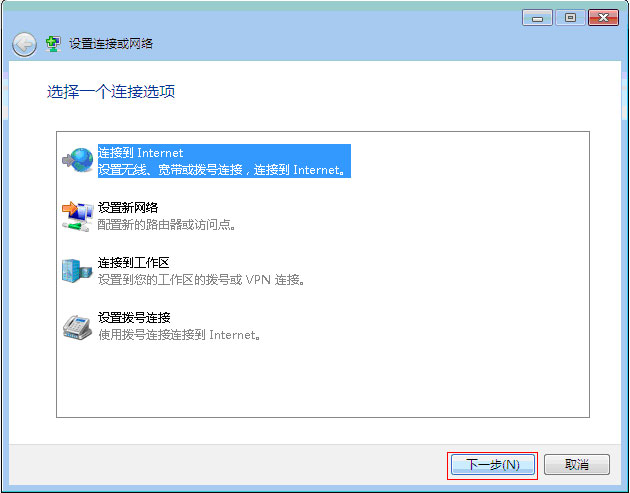 设置连接或网络
选择一个连接选项
连接到 Internet
设置无线、宽带或拨号连接，连接到 Internet。
设置新网络
配置新的路由器或访问点。
连接到工作区
设置到您的工作区的拨号或 VPN 连接。
设置拨号连接
使用拨号连接连接到 Internet。
下一步(N)
取消